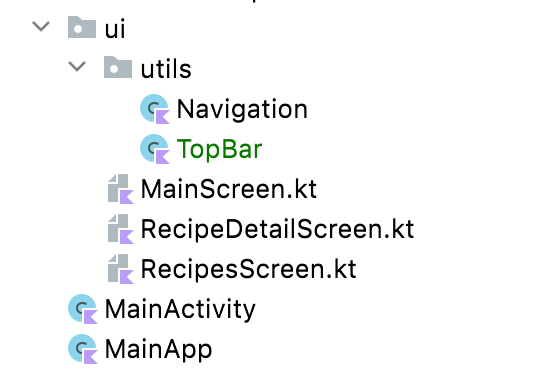 ui
utils
Navigation
TopBar
MainScreen.kt
RecipeDetailScreen.kt
RecipesScreen.kt
MainActivity
MainApp